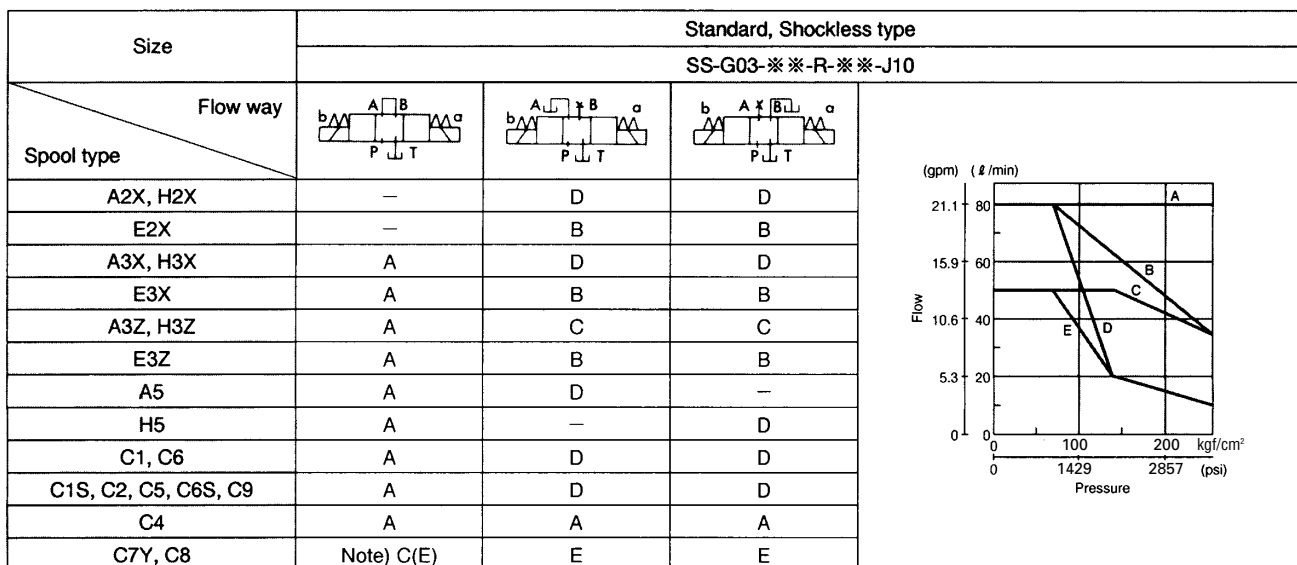 Size
Standard, Shockless type
SS-G03-※※-R-※※-J10
Flow way
Spool type
A B
b a
P T
A B a
b
P T
b A B a
P T
A2X, H2X – D D
E2X – B B
A3X, H3X A D D
E3X A B B
A3Z, H3Z A C C
E3Z A B B
A5 A D –
H5 A – D
C1, C6 A D D
C1S, C2, C5, C6S, C9 A D D
C4 A A A
C7Y, C8 Note) C(E) E E
(gpm) (ℓ/min)
21.1 80
15.9 60
10.6 40
5.3 20
0 0
Flow
A
B
C
D
E
0 100 200 kgf/cm²
0 1429 2857 (psi)
Pressure